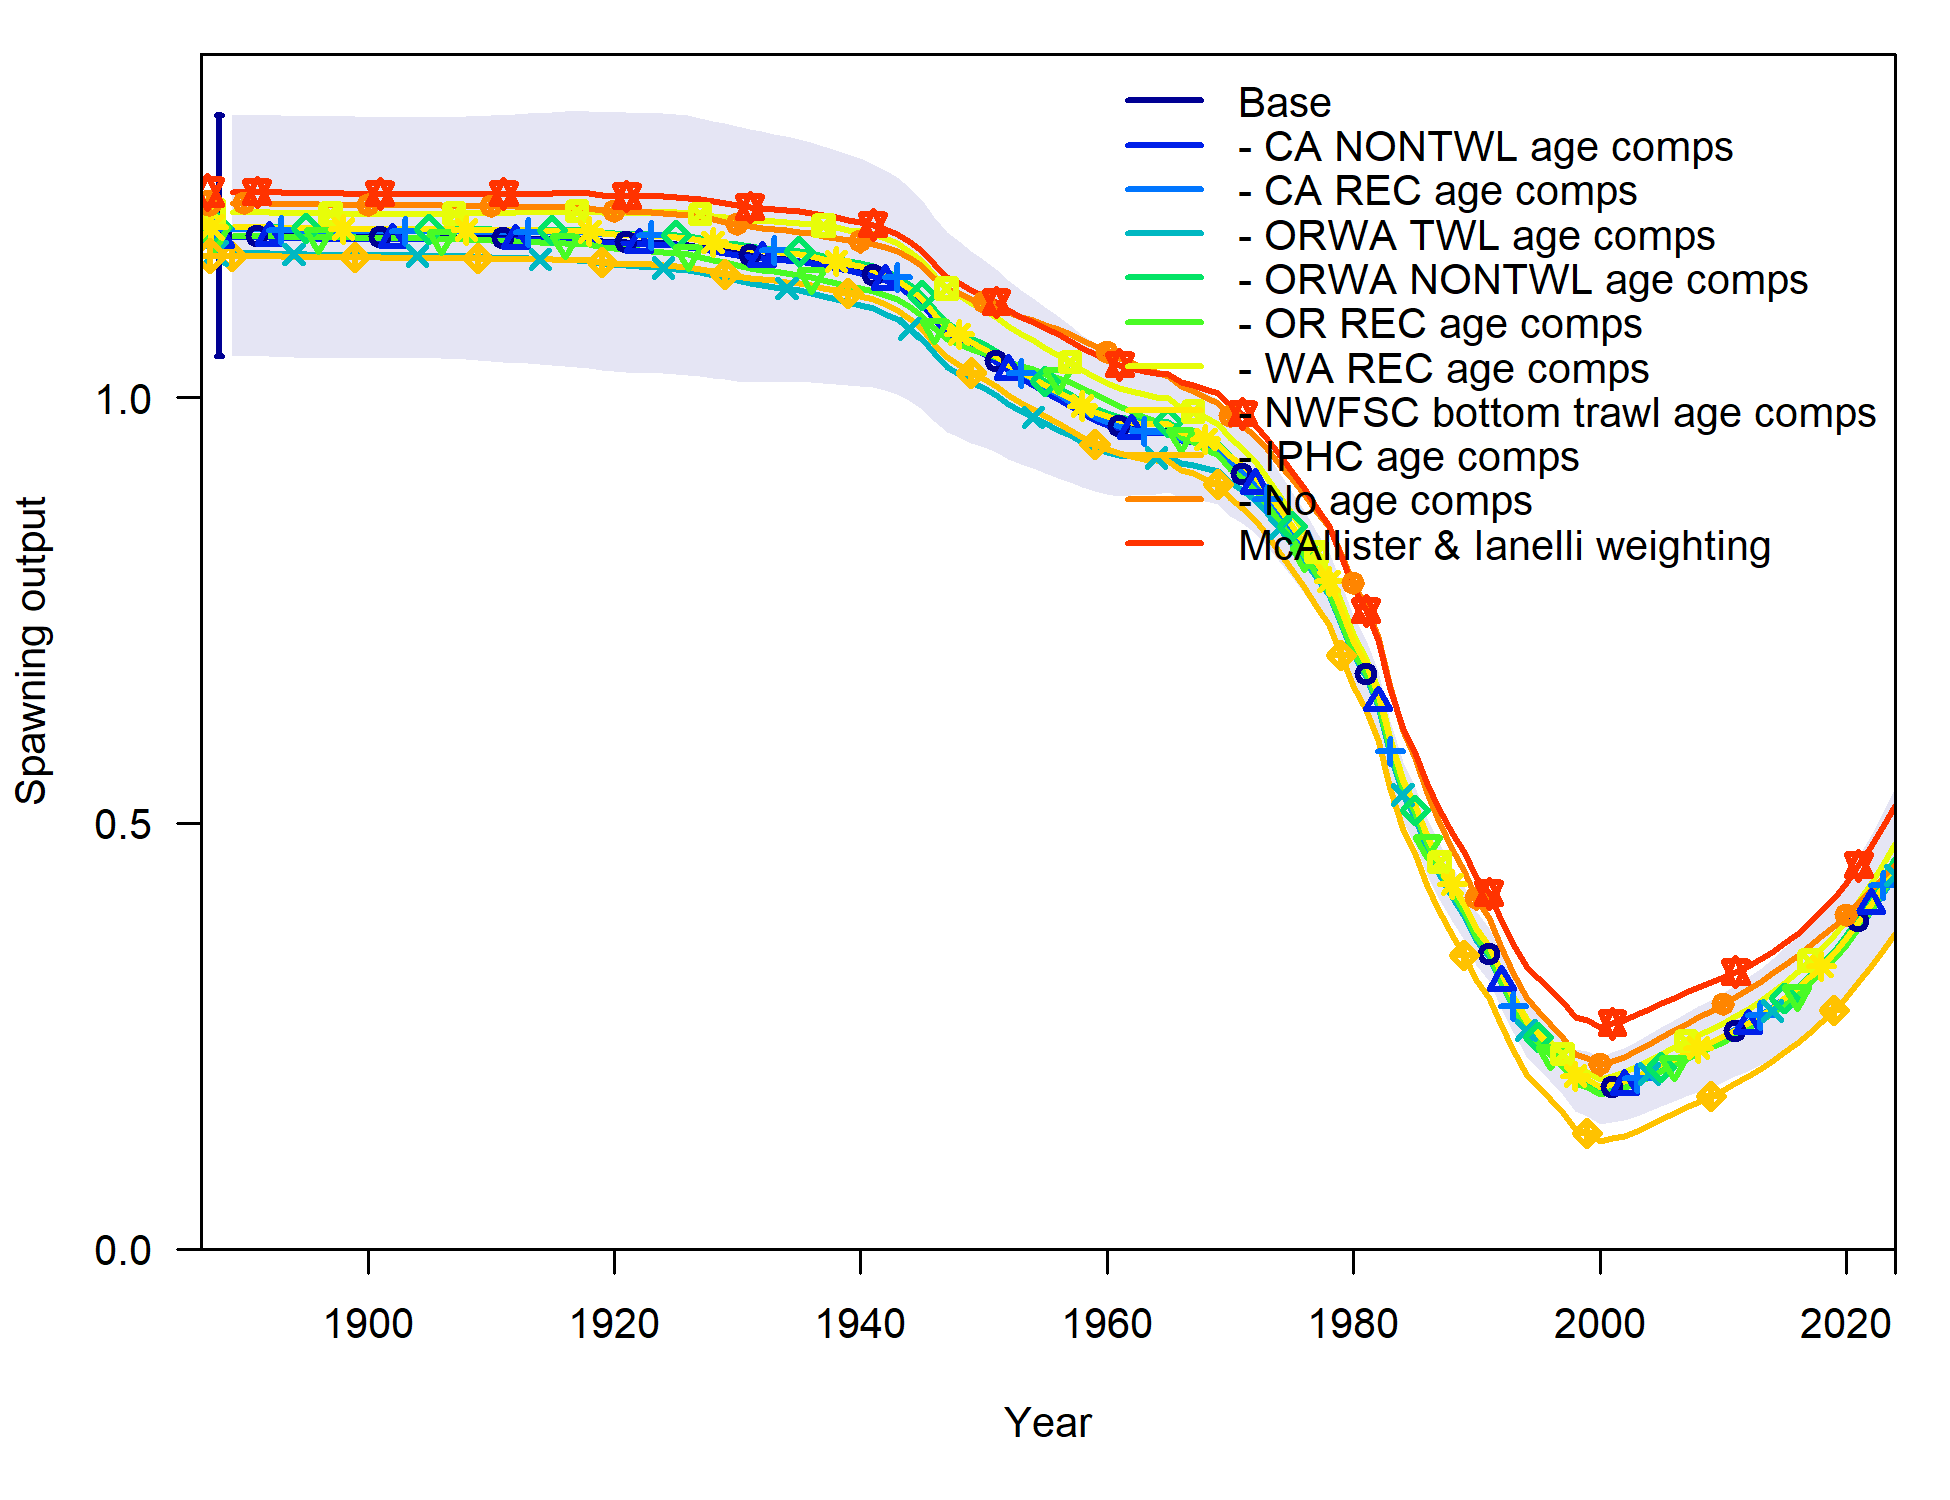 Base
- CA NONTWL age comps
- CA REC age comps
- ORWA TWL age comps
- ORWA NONTWL age comps
- OR REC age comps
- WA REC age comps
- NWFSC bottom trawl age comps
- IPHC age comps
- No age comps
McAllister & Ianelli weighting
1.0
0.5
0.0
Spawning output
1900 1920 1940 1960 1980 2000 2020
Year